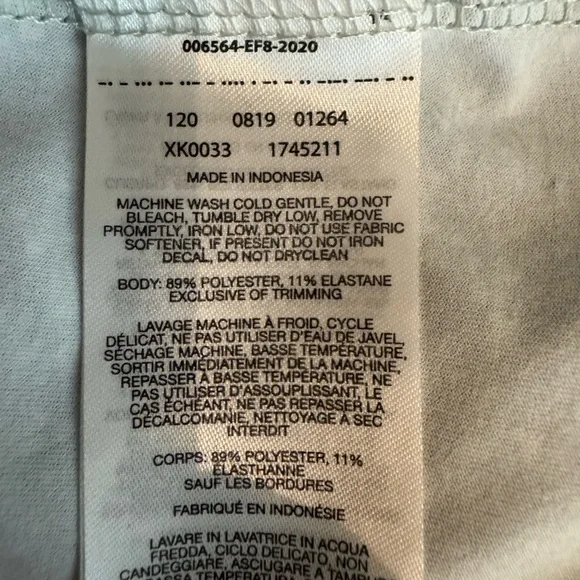 006564-EF8-2020
120 0819 01264
XK0033 1745211
MADE IN INDONESIA
MACHINE WASH COLD GENTLE, DO NOT
BLEACH, TUMBLE DRY LOW, REMOVE
PROMPTLY, IRON LOW, DO NOT USE FABRIC
SOFTENER, IF PRESENT DO NOT IRON
DECAL, DO NOT DRYCLEAN
BODY: 89% POLYESTER, 11% ELASTANE
EXCLUSIVE OF TRIMMING
LAVAGE MACHINE À FROID, CYCLE
DÉLICAT, NE PAS UTILISER D'EAU DE JAVEL,
SÉCHAGE MACHINE, BASSE TEMPÉRATURE,
SORTIR IMMÉDIATEMENT DE LA MACHINE,
REPASSER À BASSE TEMPÉRATURE, NE
PAS UTILISER D'ASSOUPLISSANT, LE
CAS ÉCHÉANT, NE PAS REPASSER LA
DÉCALCOMANIE, NETTOYAGE À SEC
INTERDIT
CORPS: 89% POLYESTER, 11%
ÉLASTHANNE
SAUF LES BORDURES
FABRIQUÉ EN INDONÉSIE
LAVARE IN LAVATRICE IN ACQUA
FREDDA, CICLO DELICATO, NON
CANDEGGIARE, ASCIUGARE A TAMBURO
BASSA TEMPERATURA